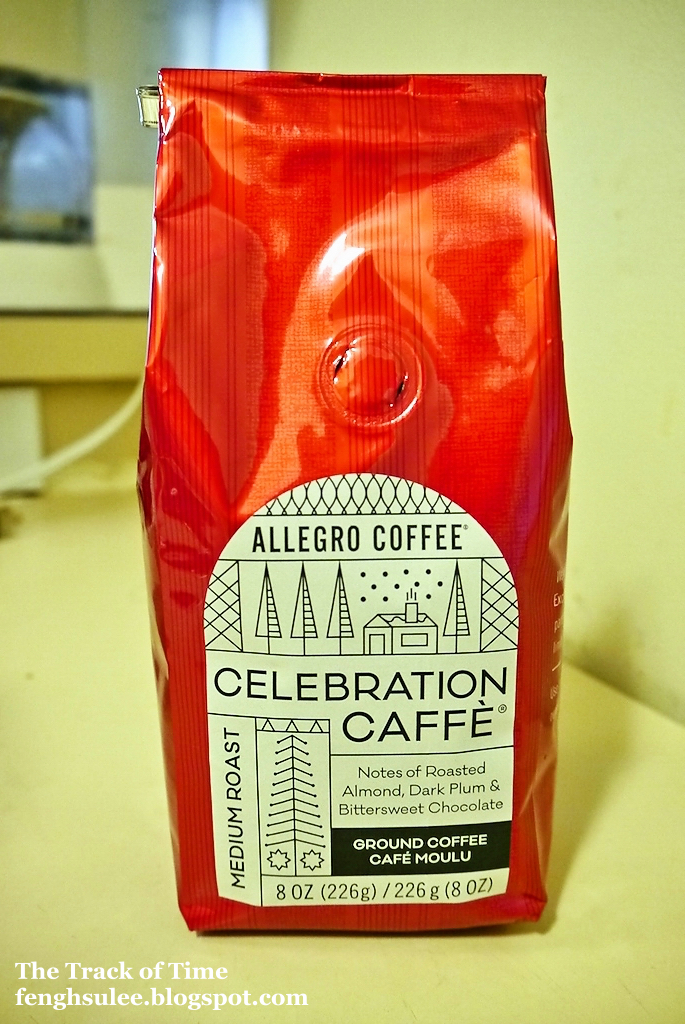 ALLEGRO COFFEE®
CELEBRATION
CAFFÈ®
MEDIUM ROAST
Notes of Roasted
Almond, Dark Plum &
Bittersweet Chocolate
GROUND COFFEE
CAFÉ MOULU
8 OZ (226g) / 226 g (8 OZ)
The Track of Time
fenghsulee.blogspot.com